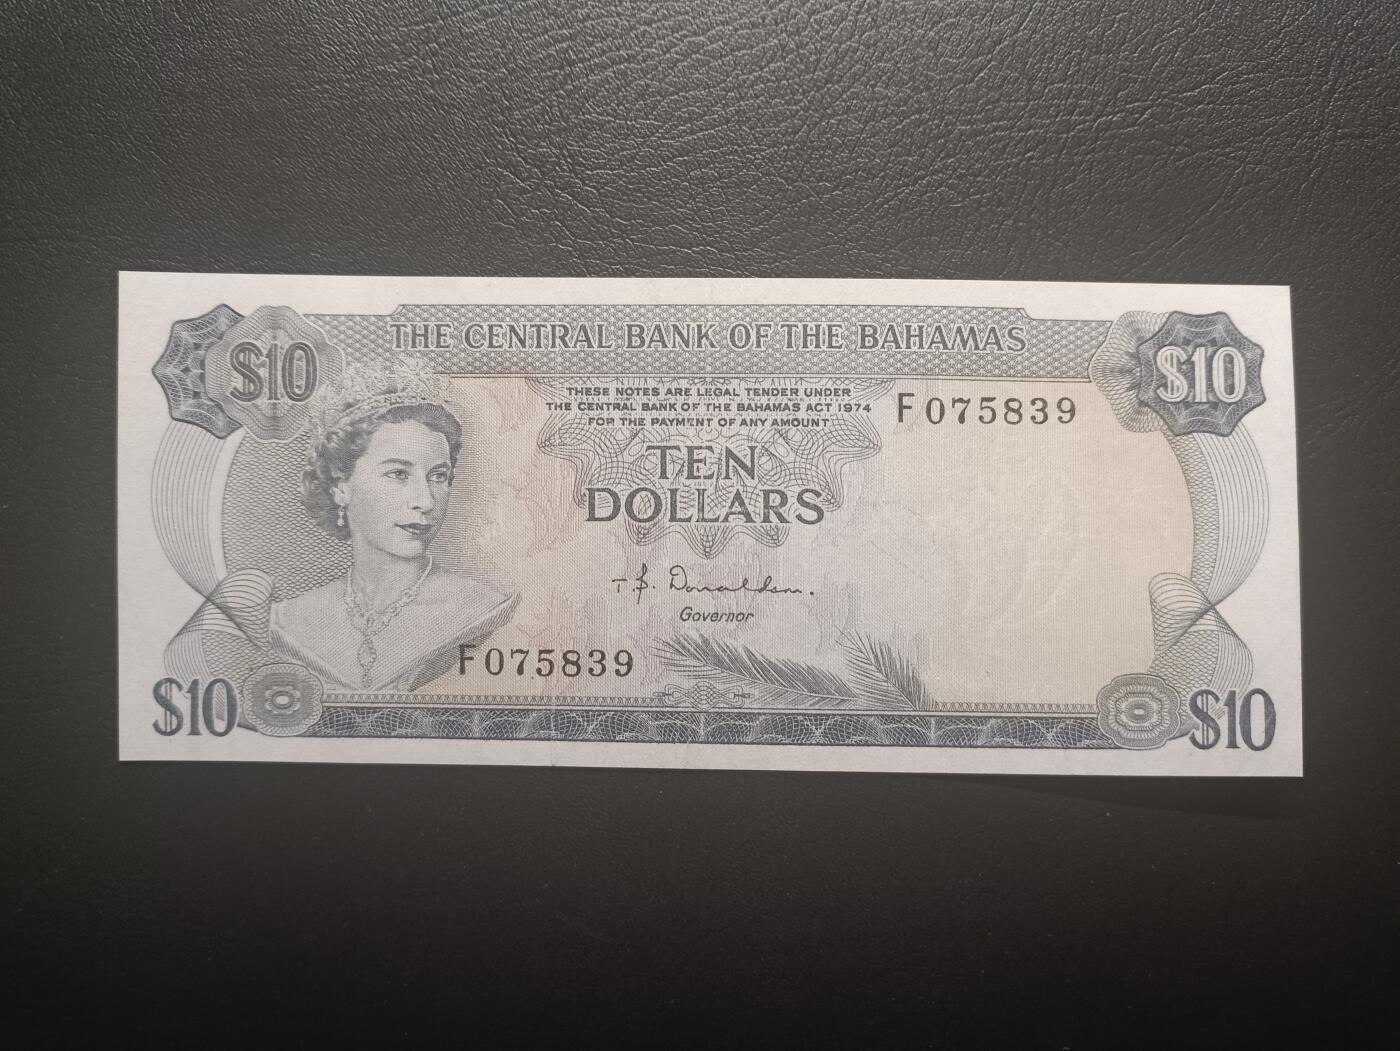 THE CENTRAL BANK OF THE BAHAMAS
$10
$10
THESE NOTES ARE LEGAL TENDER UNDER
THE CENTRAL BANK OF THE BAHAMAS ACT 1974
FOR THE PAYMENT OF ANY AMOUNT
F075839
TEN
DOLLARS
T.B. Donaldson.
Governor
F075839
$10
$10